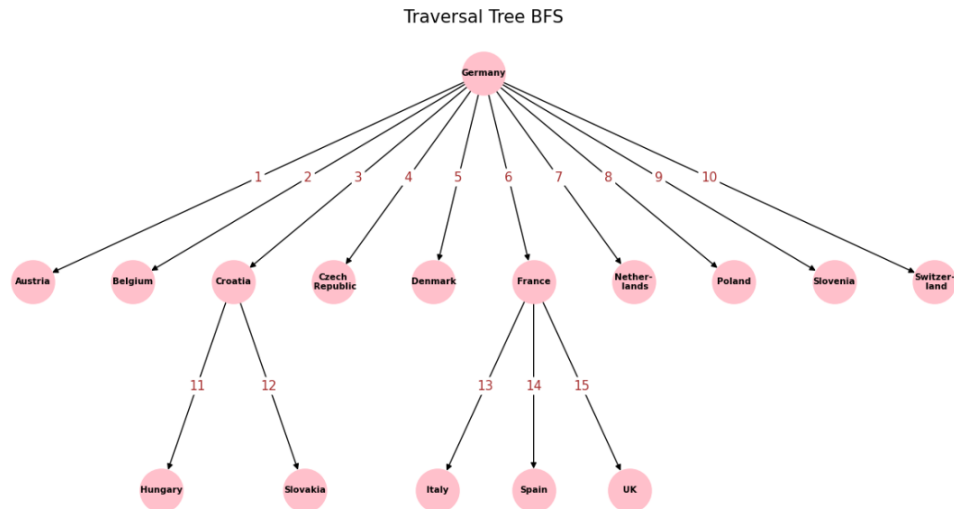 Traversal Tree BFS
Germany
1 2 3 4 5 6 7 8 9 10
Austria
Belgium
Croatia
Czech
Republic
Denmark
France
Nether-
lands
Poland
Slovenia
Switzer-
land
11 12 13 14 15
Hungary
Slovakia
Italy
Spain
UK